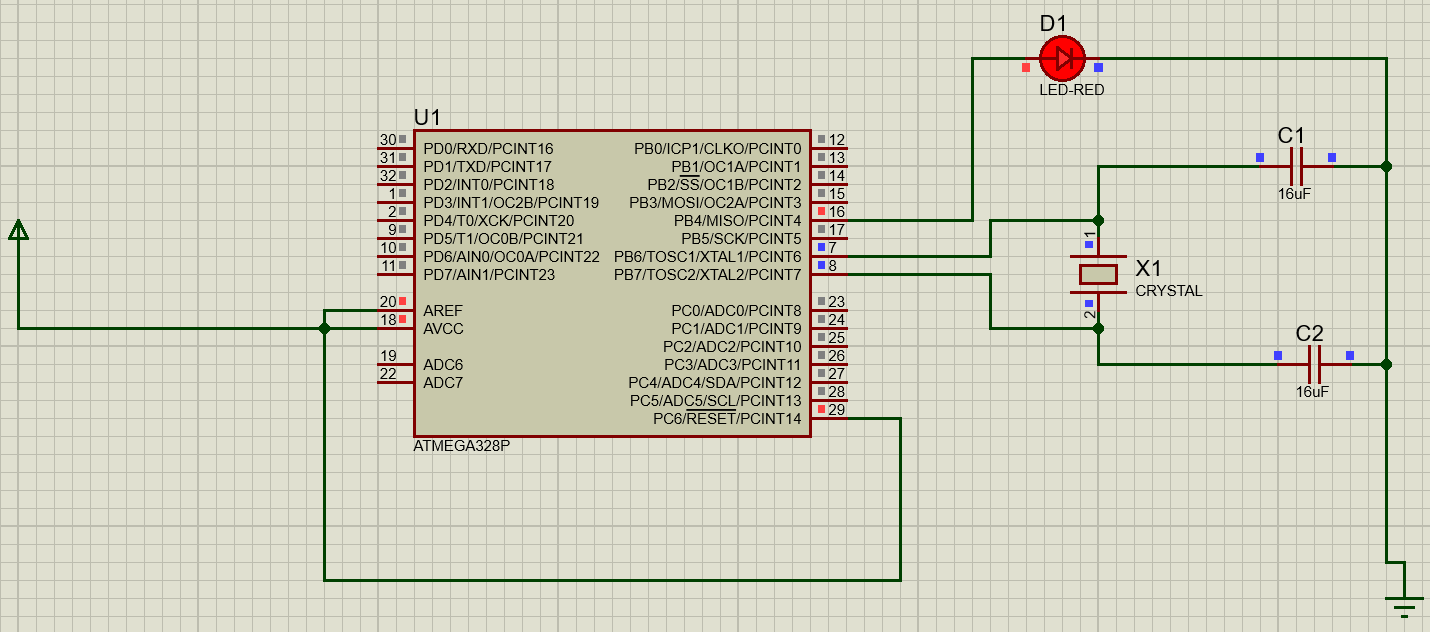 D1
LED-RED
U1
C1
16uF
30 PD0/RXD/PCINT16 PB0/ICP1/CLKO/PCINT0 12
31 PD1/TXD/PCINT17 PB1/OC1A/PCINT1 13
32 PD2/INT0/PCINT18 PB2/SS/OC1B/PCINT2 14
1 PD3/INT1/OC2B/PCINT19 PB3/MOSI/OC2A/PCINT3 15
2 PD4/T0/XCK/PCINT20 PB4/MISO/PCINT4 16
9 PD5/T1/OC0B/PCINT21 PB5/SCK/PCINT5 17
10 PD6/AIN0/OC0A/PCINT22 PB6/TOSC1/XTAL1/PCINT6 7
11 PD7/AIN1/PCINT23 PB7/TOSC2/XTAL2/PCINT7 8
1
X1
CRYSTAL
2
20 AREF PC0/ADC0/PCINT8 23
18 AVCC PC1/ADC1/PCINT9 24
PC2/ADC2/PCINT10 25
19 ADC6 PC3/ADC3/PCINT11 26
22 ADC7 PC4/ADC4/SDA/PCINT12 27
PC5/ADC5/SCL/PCINT13 28
PC6/RESET/PCINT14 29
C2
16uF
ATMEGA328P